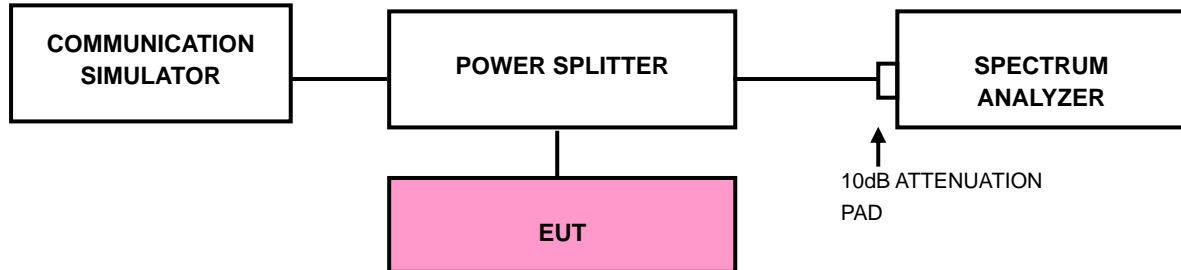 COMMUNICATION
SIMULATOR
POWER SPLITTER
SPECTRUM
ANALYZER
10dB ATTENUATION
PAD
EUT